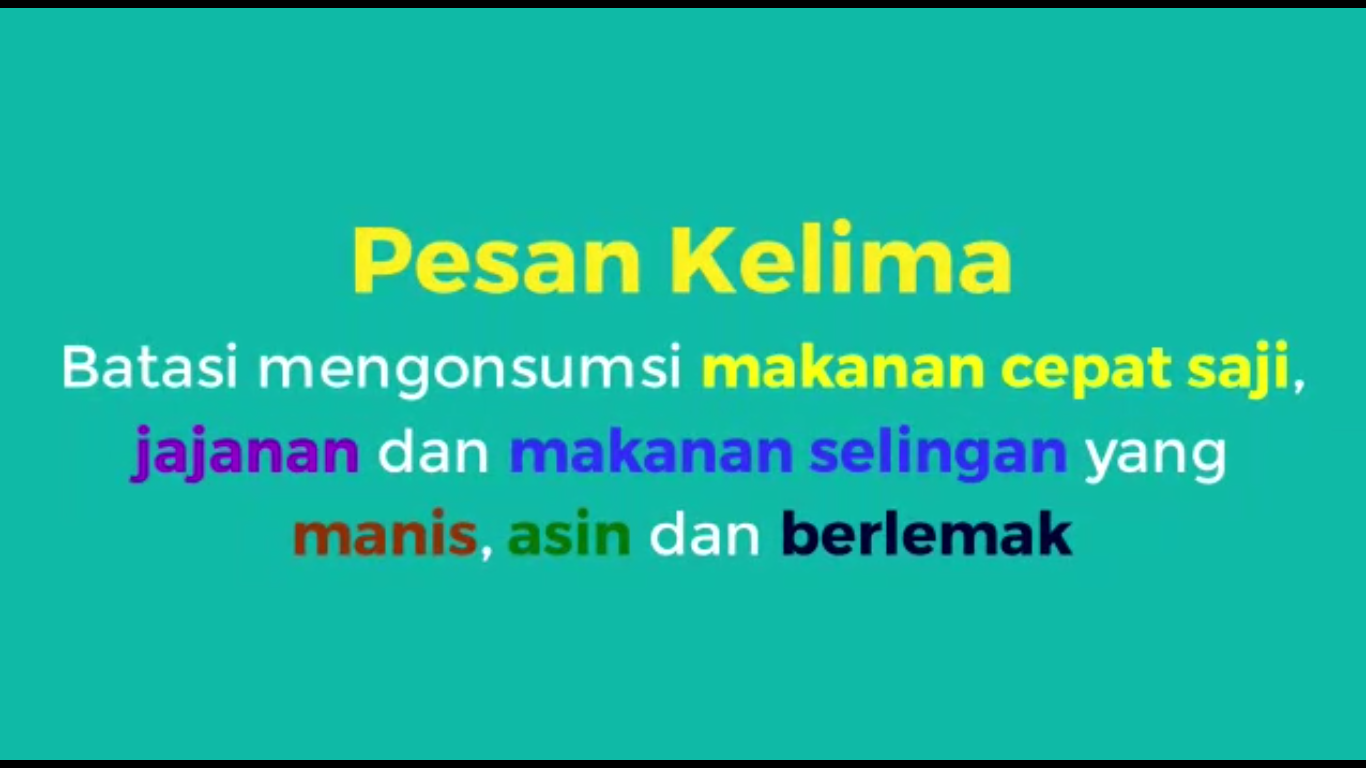 Pesan Kelima
Batasi mengonsumsi makanan cepat saji,
jajanan dan makanan selingan yang
manis, asin dan berlemak